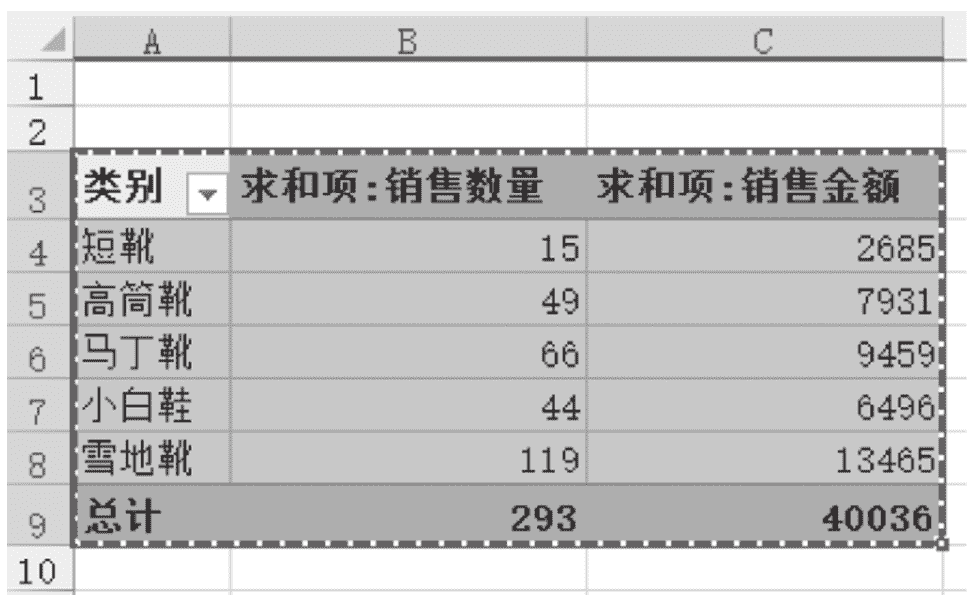 A B C
1
2
3 类别 求和项:销售数量 求和项:销售金额
4 短靴 15 2685
5 高筒靴 49 7931
6 马丁靴 66 9459
7 小白鞋 44 6496
8 雪地靴 119 13465
9 总计 293 40036
10